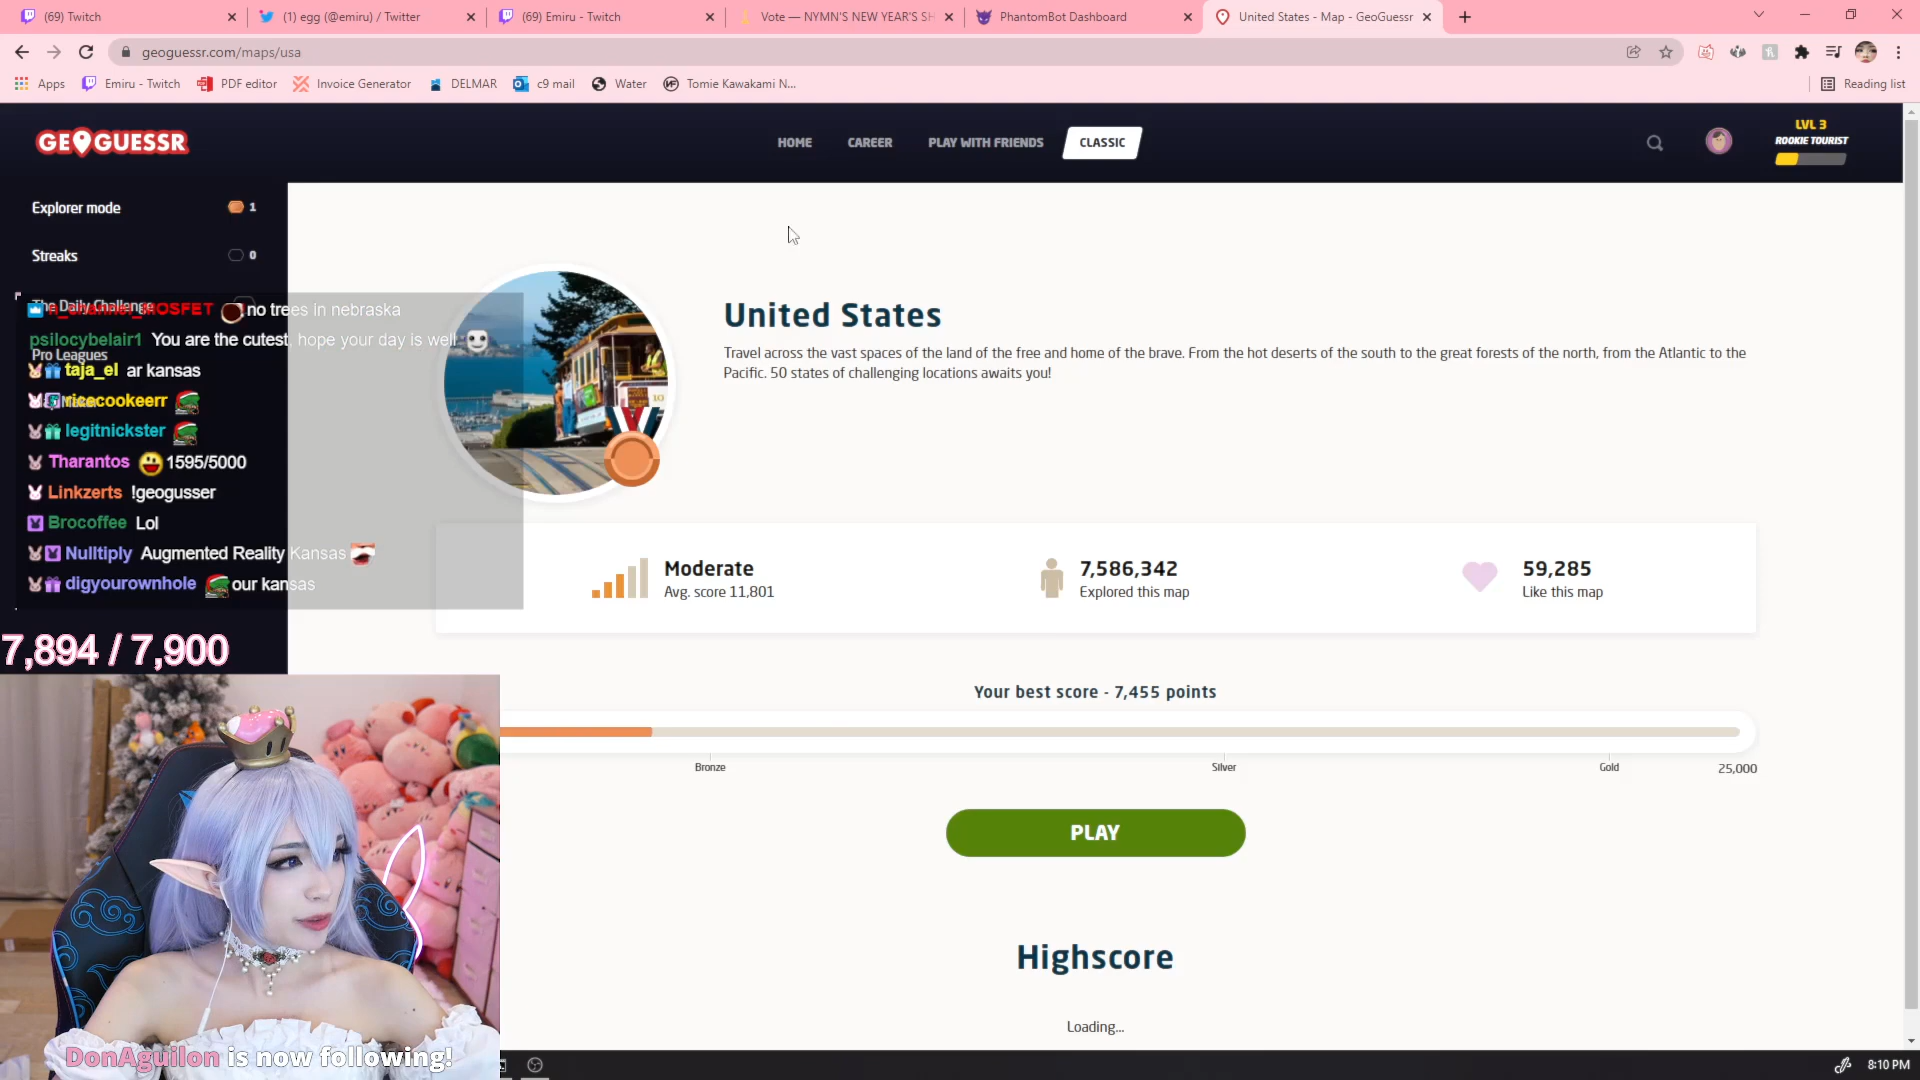 (69) Twitch
(1) egg (@emiru) / Twitter
(69) Emiru - Twitch
Vote — NYMN'S NEW YEAR'S SH
PhantomBot Dashboard
United States - Map - GeoGuessr
geoguessr.com/maps/usa
Apps
Emiru - Twitch
PDF editor
Invoice Generator
DELMAR
c9 mail
Water
Tomie Kawakami N...
Reading list
GEOGUESSR
HOME
CAREER
PLAY WITH FRIENDS
CLASSIC
LVL 3
ROOKIE TOURIST
Explorer mode
1
Streaks
0
The Daily Challenge
n_channel_MOSFET no trees in nebraska
psilocybelair1 You are the cutest, hope your day is well
Pro Leagues
taja_el ar kansas
ricecookeerr
legitnickster
Tharantos 1595/5000
Linkzerts !geogusser
Brocoffee Lol
Nulltiply Augmented Reality Kansas
digyourownhole our kansas
7,894 / 7,900
United States
Travel across the vast spaces of the land of the free and home of the brave. From the hot deserts of the south to the great forests of the north, from the Atlantic to the
Pacific. 50 states of challenging locations awaits you!
10
Moderate
Avg. score 11,801
7,586,342
Explored this map
59,285
Like this map
Your best score - 7,455 points
Bronze
Silver
Gold
25,000
PLAY
Highscore
Loading...
DonAguilon is now following!
8:10 PM